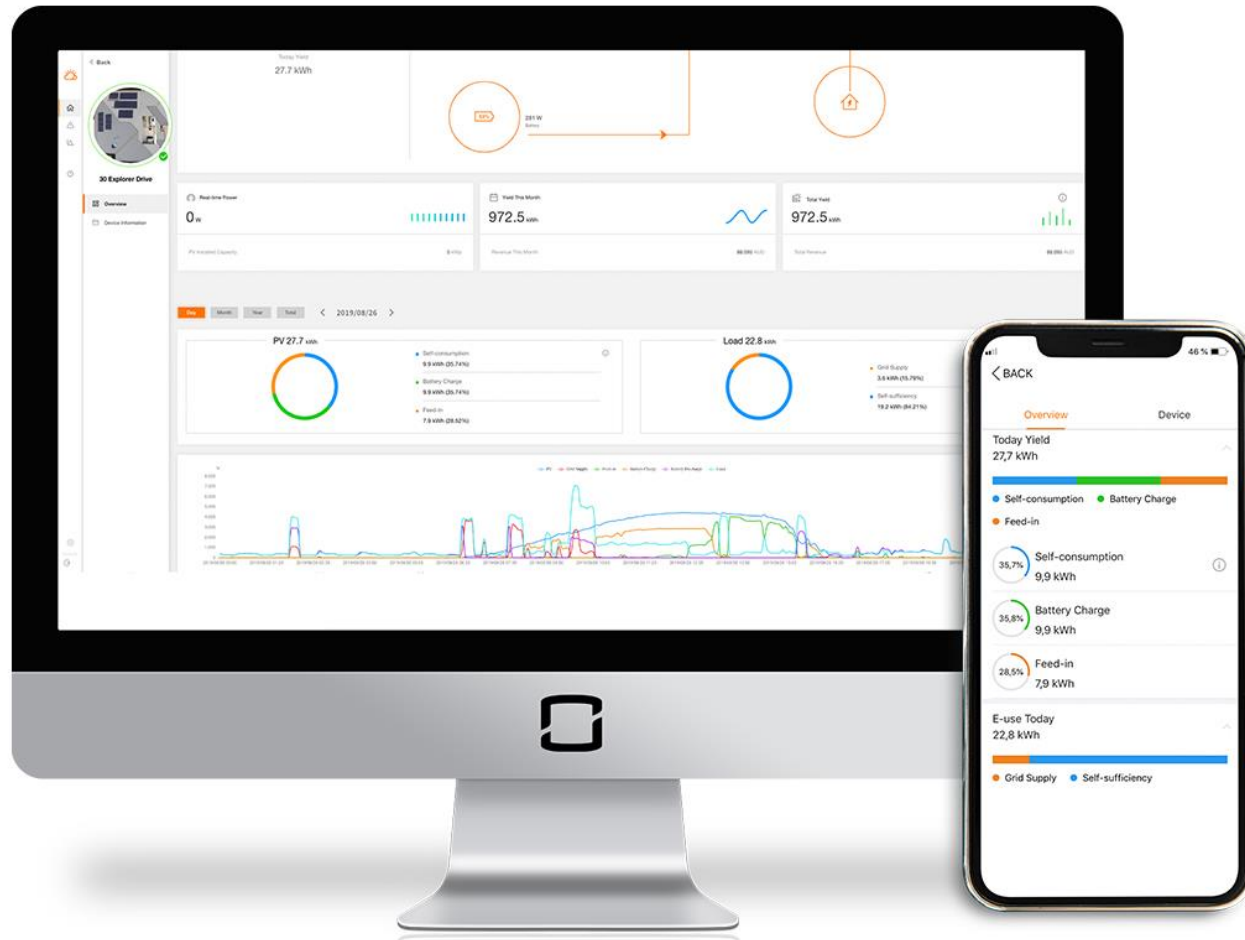 Back
Today Yield
27.7 kWh
281 W
Battery
30 Explorer Drive
Overview
Device Information
Real-time Power
0 W
Yield This Month
972.5 kWh
Total Yield
972.5 kWh
PV Installed Capacity
Revenue This Month
Total Revenue
Day
Month
Year
Total
2019/08/26
PV 27.7 kWh
Self-consumption
9.9 kWh (35.74%)
Battery Charge
9.9 kWh (35.74%)
Feed-in
7.9 kWh (28.52%)
Load 22.8 kWh
Grid Supply
3.6 kWh (15.79%)
Self-sufficiency
19.2 kWh (84.21%)
46 %
BACK
Overview
Device
Today Yield
27,7 kWh
Self-consumption
Battery Charge
Feed-in
35,7%
Self-consumption
9,9 kWh
35,8%
Battery Charge
9,9 kWh
28,5%
Feed-in
7,9 kWh
E-use Today
22,8 kWh
Grid Supply
Self-sufficiency